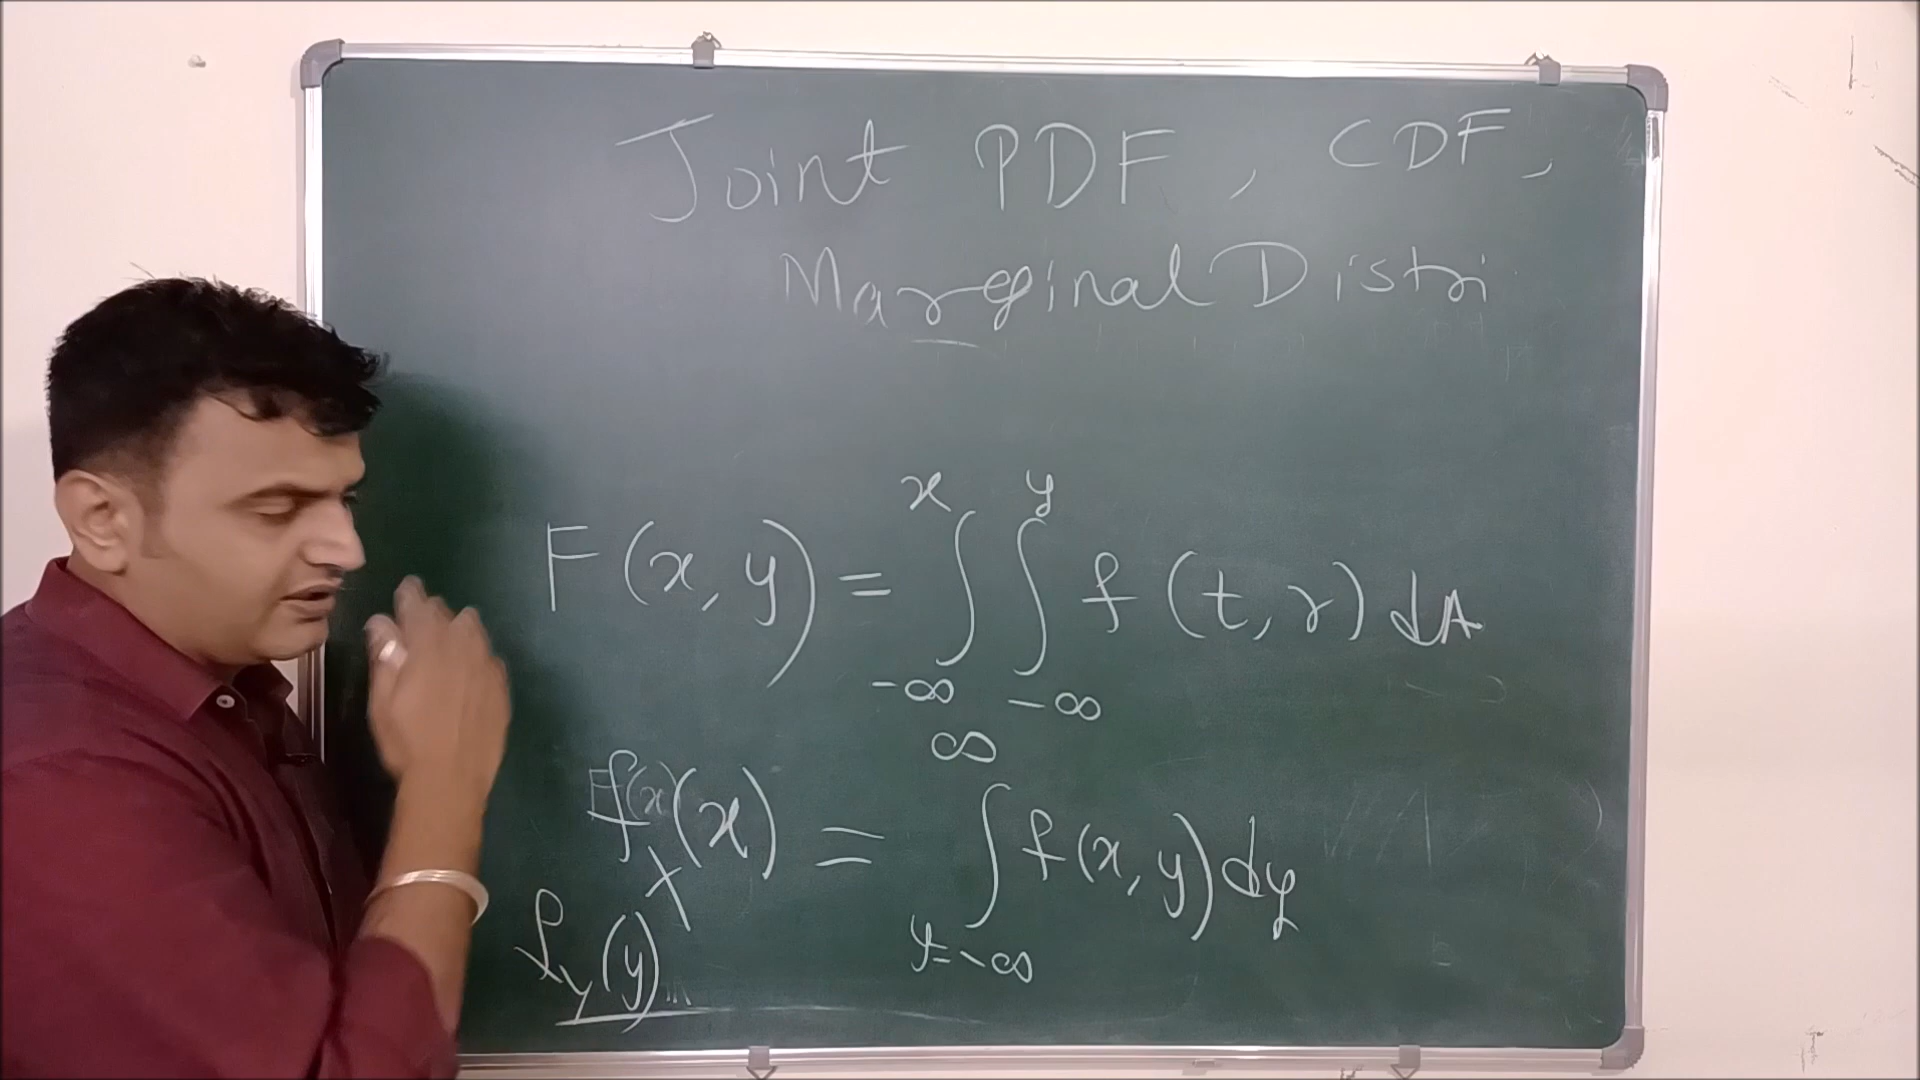 Joint PDF, CDF,
Marginal Distri
F(x,y) = ∫_{-∞}^{x} ∫_{-∞}^{y} f(t,r) dA
f_X(x) = ∫_{y=-∞}^{∞} f(x,y) dy
f_y(y)